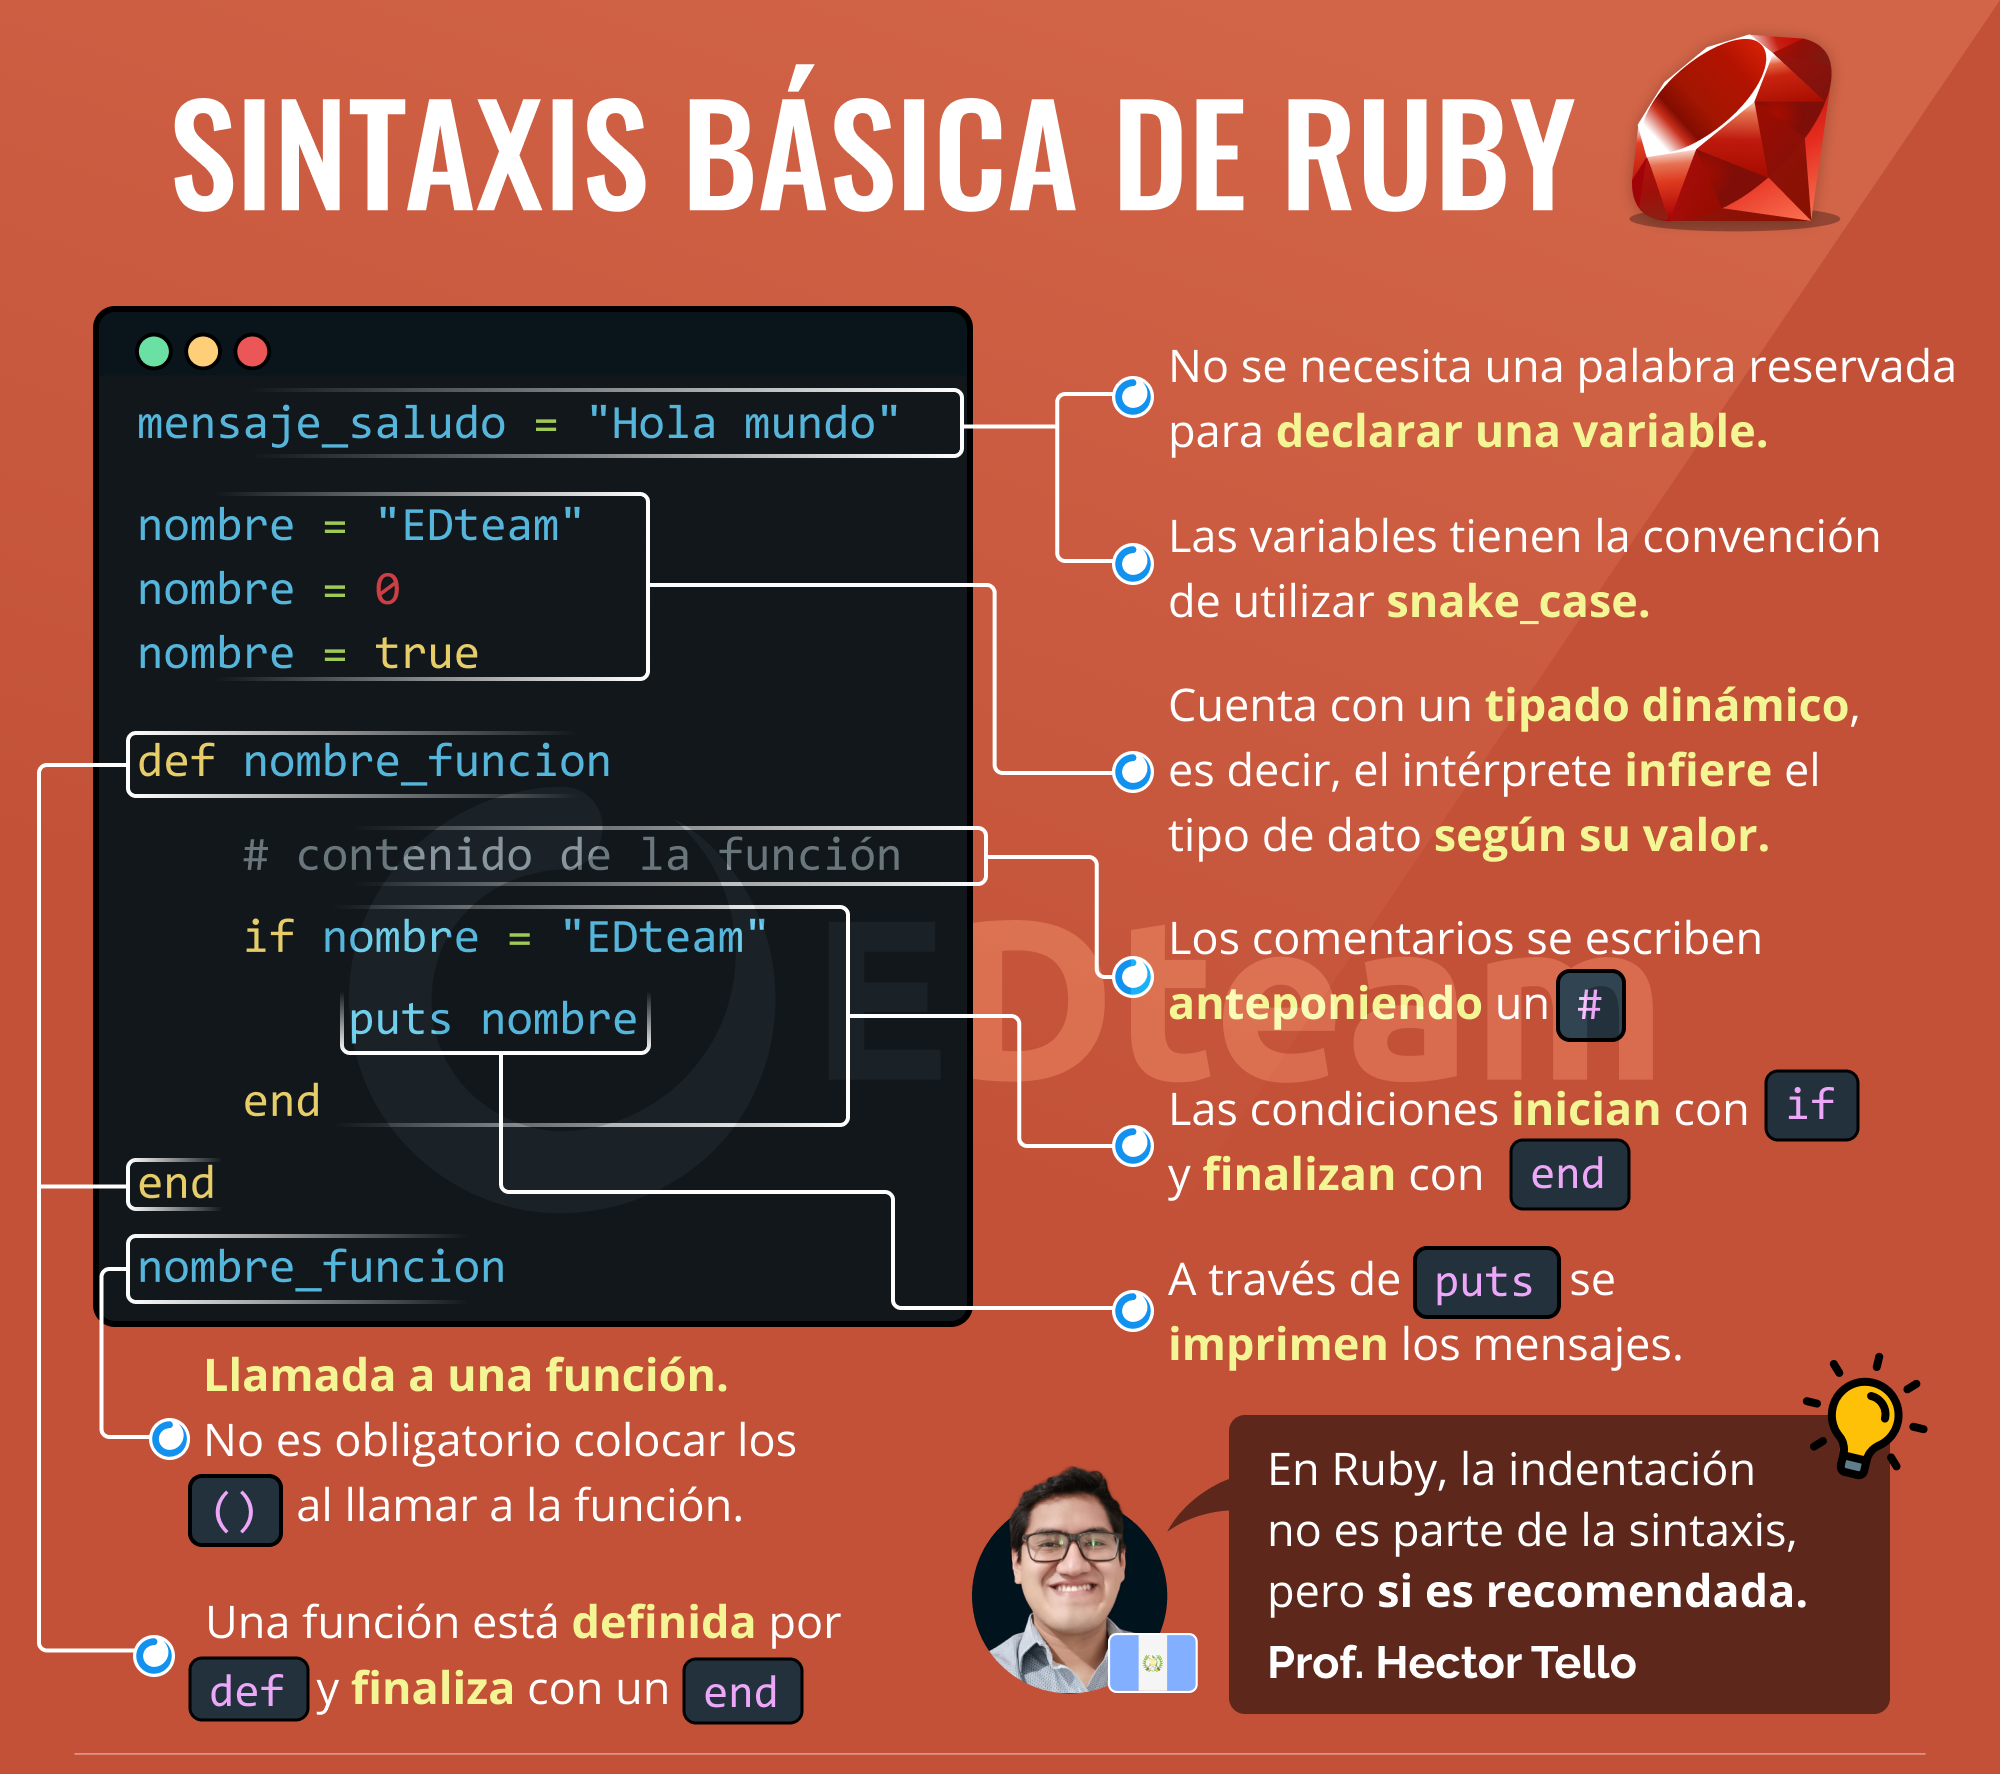 SINTAXIS BÁSICA DE RUBY
mensaje_saludo = "Hola mundo"
nombre = "EDteam"
nombre = 0
nombre = true
def nombre_funcion
# contenido de la función
if nombre = "EDteam"
puts nombre
end
end
nombre_funcion
No se necesita una palabra reservada
para declarar una variable.
Las variables tienen la convención
de utilizar snake_case.
Cuenta con un tipado dinámico,
es decir, el intérprete infiere el
tipo de dato según su valor.
Los comentarios se escriben
anteponiendo un #
Las condiciones inician con if
y finalizan con end
A través de puts se
imprimen los mensajes.
EDteam
Llamada a una función.
No es obligatorio colocar los
() al llamar a la función.
Una función está definida por
def y finaliza con un end
En Ruby, la indentación
no es parte de la sintaxis,
pero si es recomendada.
Prof. Hector Tello